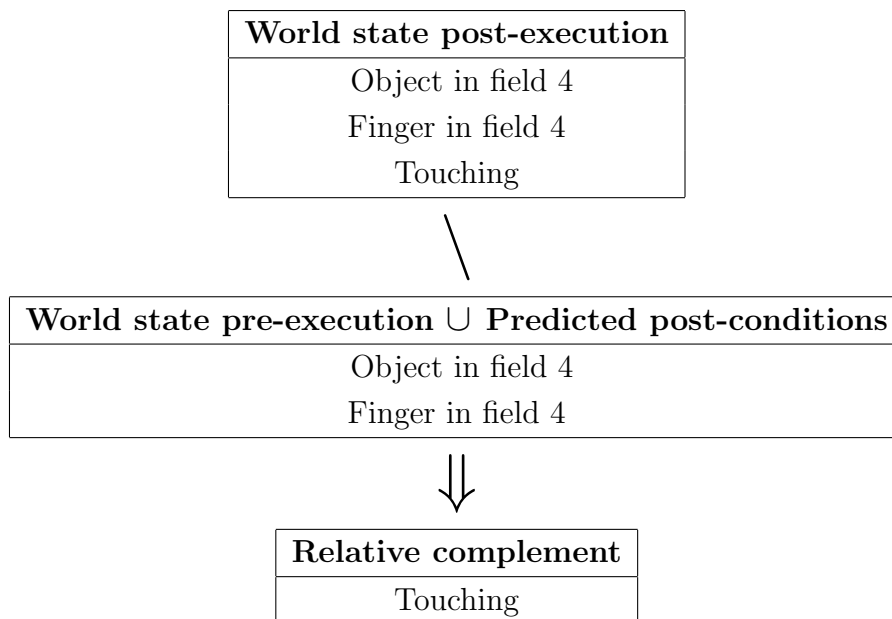 World state post-execution
Object in field 4
Finger in field 4
Touching
\
World state pre-execution ∪ Predicted post-conditions
Object in field 4
Finger in field 4
⇓
Relative complement
Touching